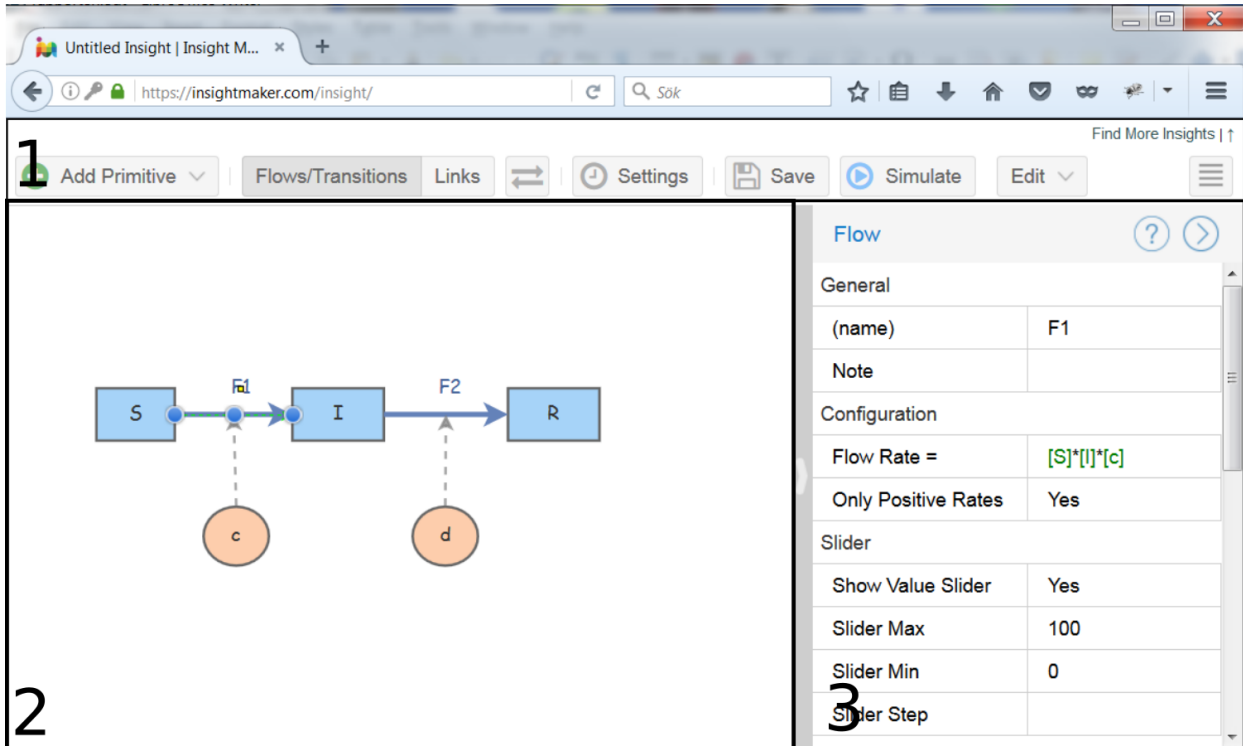 Untitled Insight | Insight M... × +
https://insightmaker.com/insight/ Sök
Find More Insights | ↑
1 Add Primitive Flows/Transitions Links Settings Save Simulate Edit
Flow ?
General
(name) F1
Note
Configuration
Flow Rate = [S]*[I]*[c]
Only Positive Rates Yes
Slider
Show Value Slider Yes
Slider Max 100
Slider Min 0
Slider Step
F1 F2
S I R
c d
2 3